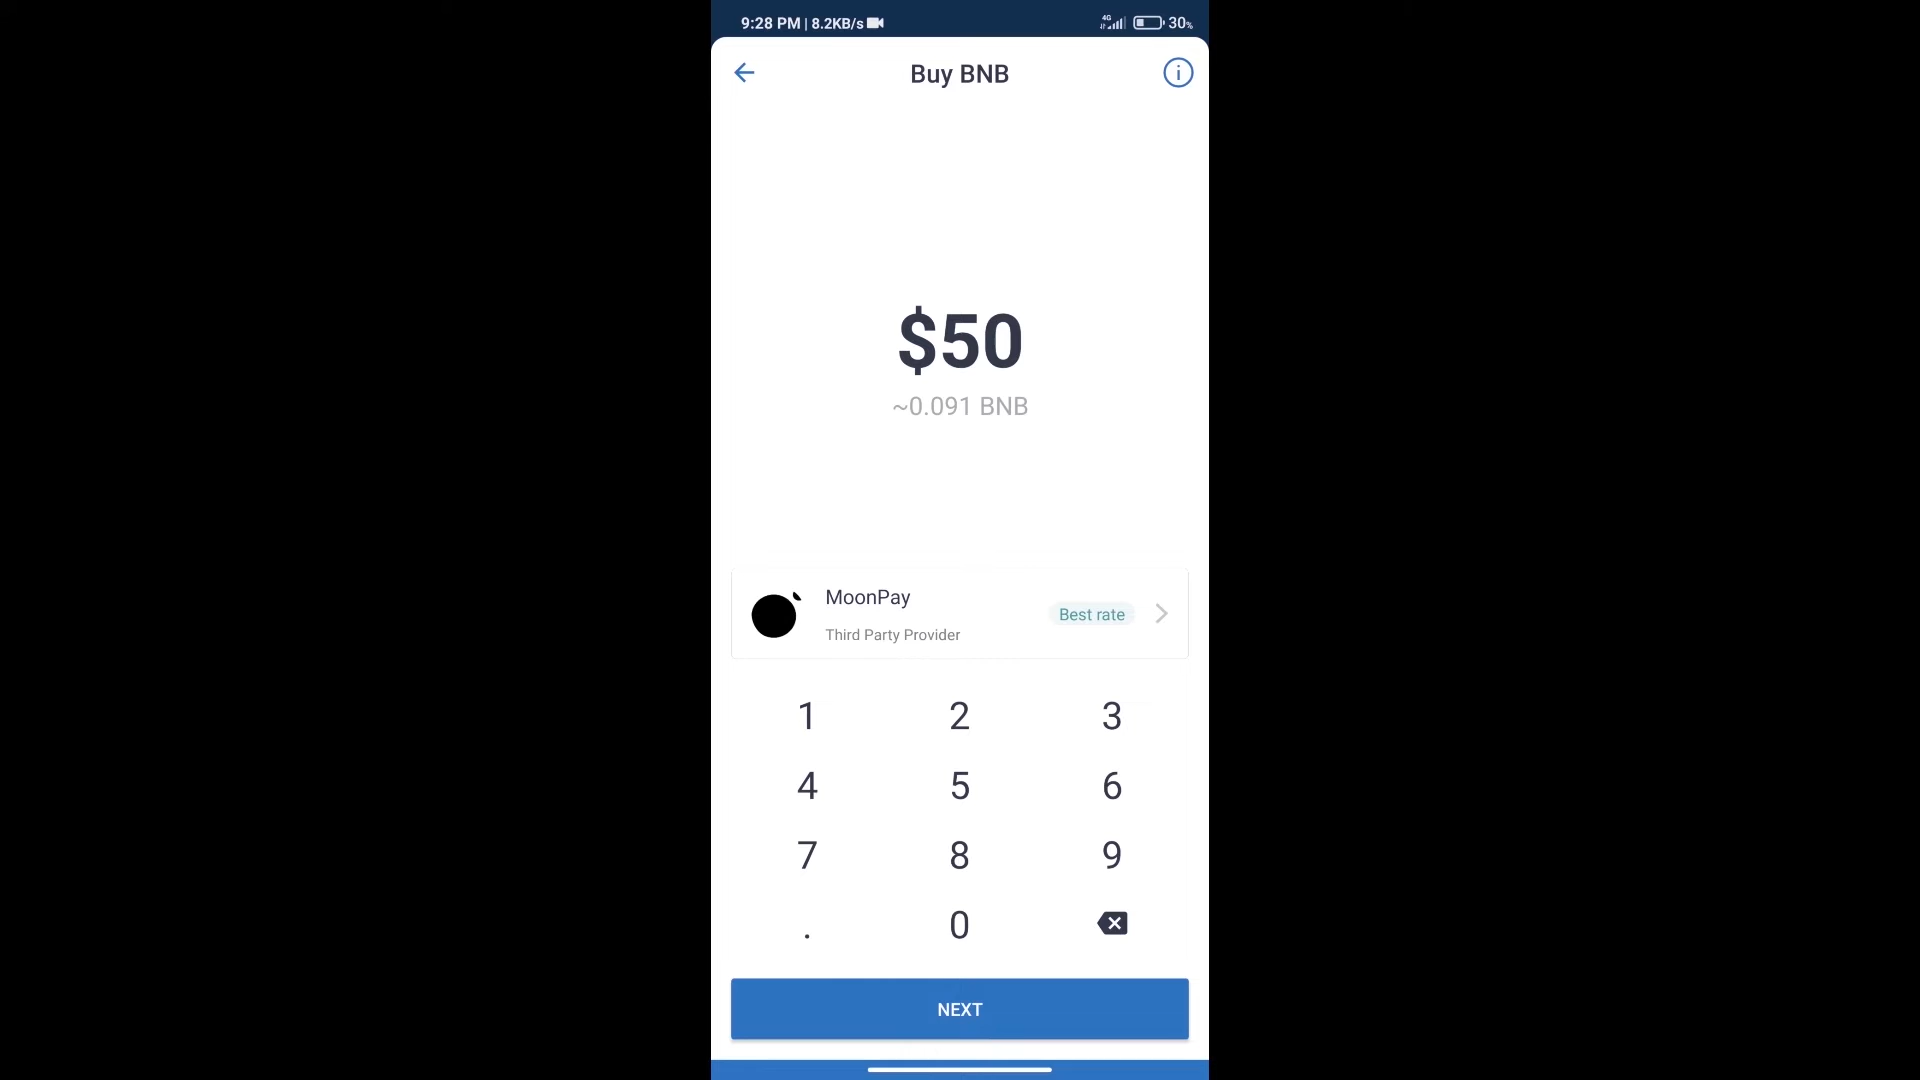 9:28 PM | 8.2KB/s 4G 30%
Buy BNB
$50
~0.091 BNB
MoonPay
Best rate
Third Party Provider
1 2 3
4 5 6
7 8 9
. 0
NEXT